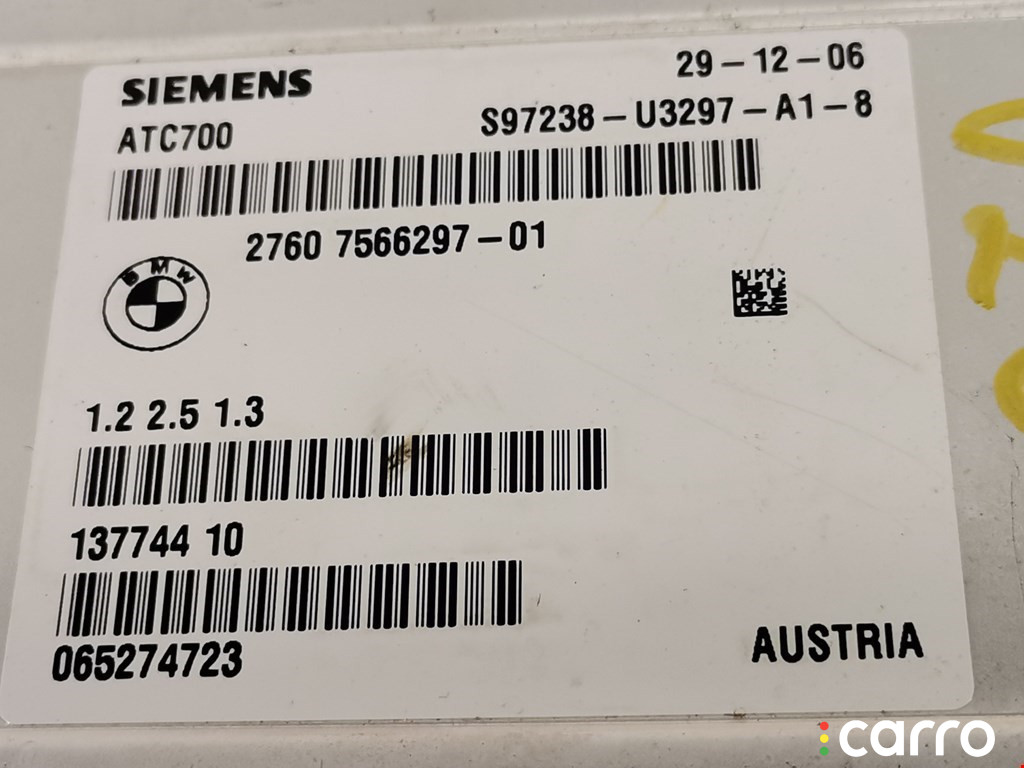 SIEMENS 29-12-06
ATC700 S97238-U3297-A1-8
2760 7566297-01
BMW
1.2 2.5 1.3
137744 10
065274723
AUSTRIA
carro